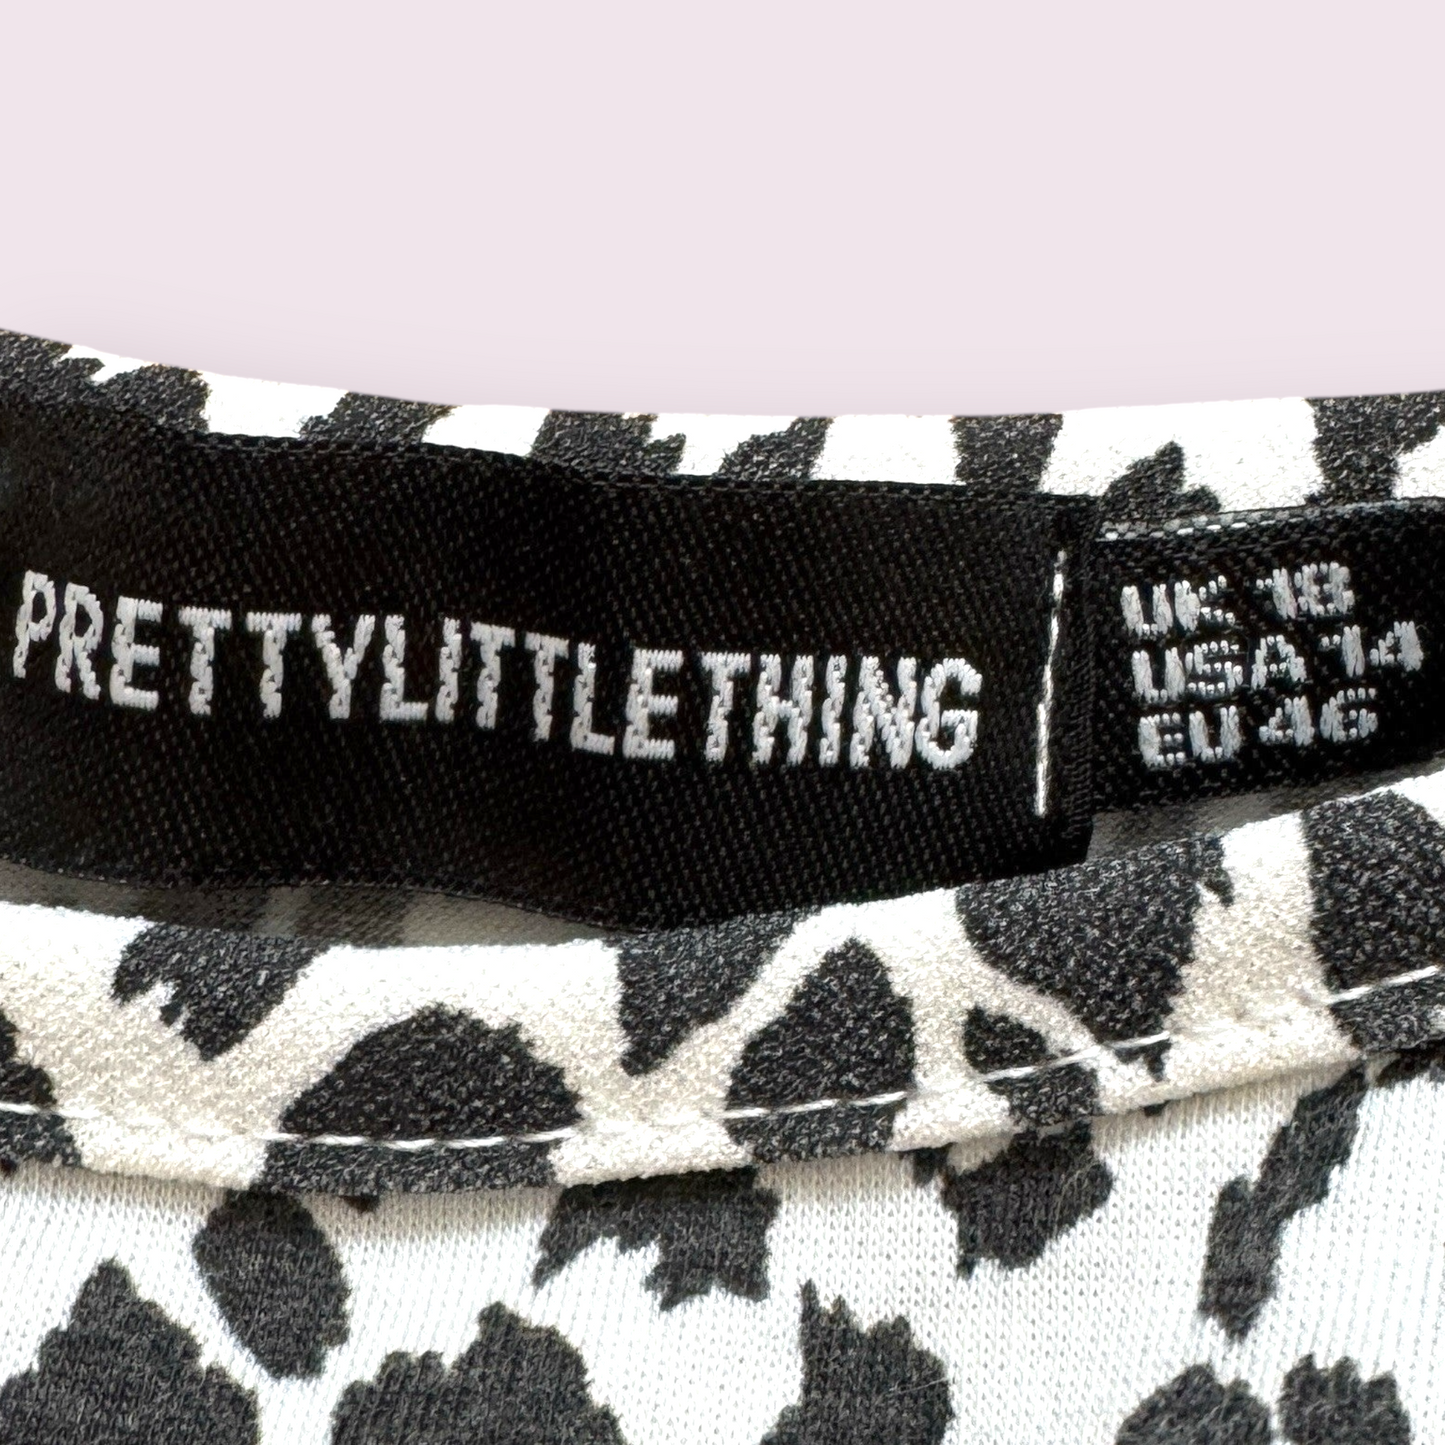 PRETTYLITTLETHING
UK 18
USA 14
EU 46